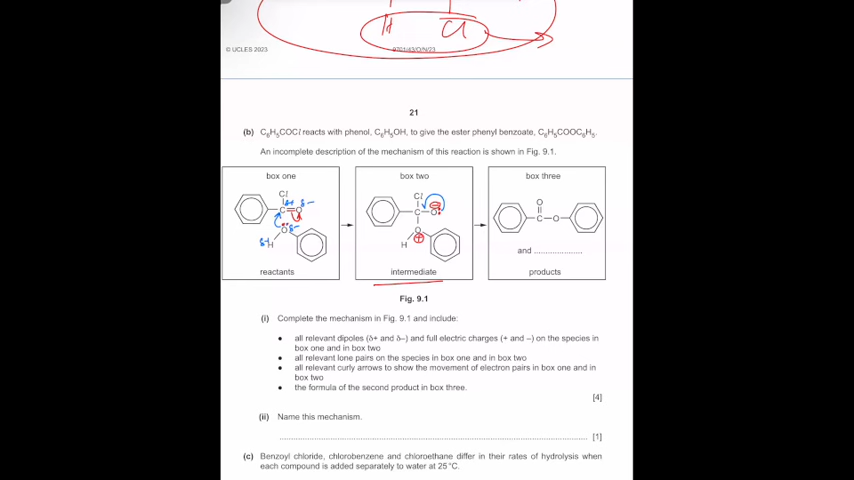 H Cl
© UCLES 2023 9701/43/O/N/23
21
(b) C₆H₅COCl reacts with phenol, C₆H₅OH, to give the ester phenyl benzoate, C₆H₅COOC₆H₅.
An incomplete description of the mechanism of this reaction is shown in Fig. 9.1.
box one box two box three
Cl Cl O
δ+ δ−
C=O C O C O
O δ− O
δ+ H H
− +
and ....................
reactants intermediate products
Fig. 9.1
(i) Complete the mechanism in Fig. 9.1 and include:
● all relevant dipoles (δ+ and δ–) and full electric charges (+ and –) on the species in
box one and in box two
● all relevant lone pairs on the species in box one and in box two
● all relevant curly arrows to show the movement of electron pairs in box one and in
box two
● the formula of the second product in box three.
[4]
(ii) Name this mechanism.
...................................................................................................... [1]
(c) Benzoyl chloride, chlorobenzene and chloroethane differ in their rates of hydrolysis when
each compound is added separately to water at 25 °C.